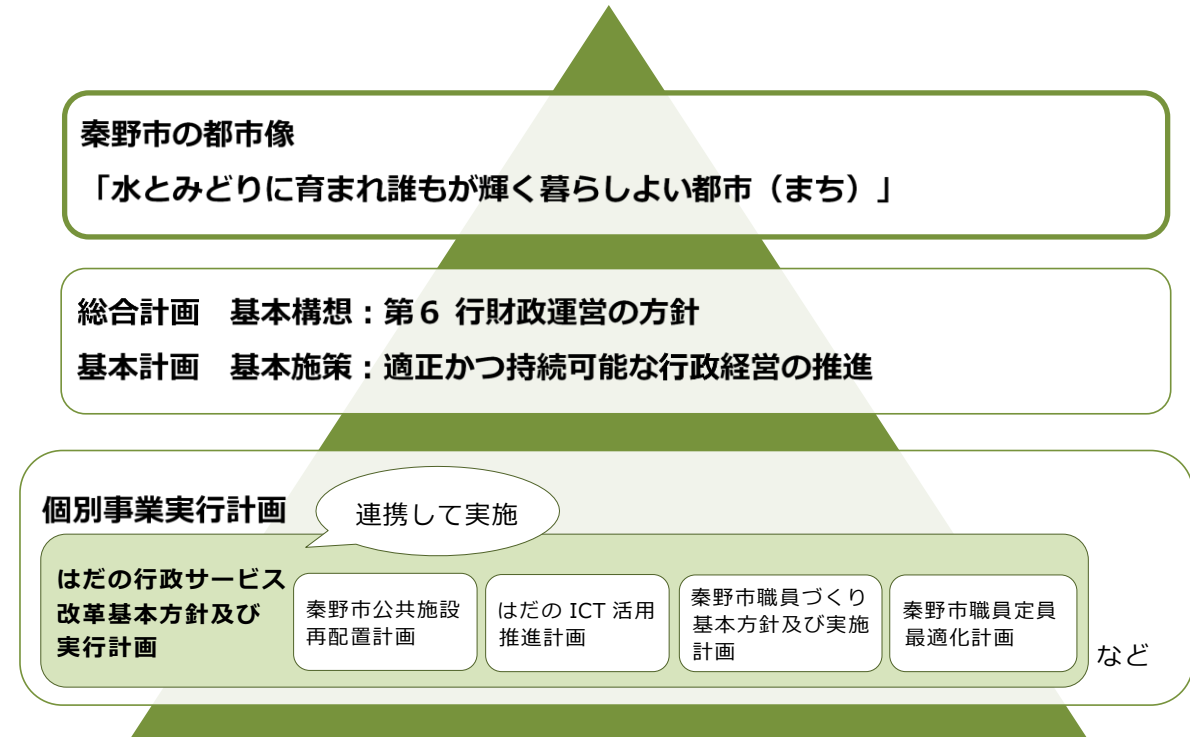 秦野市の都市像
「水とみどりに育まれ誰もが輝く暮らしよい都市（まち）」
総合計画　基本構想：第６ 行財政運営の方針
基本計画　基本施策：適正かつ持続可能な行政経営の推進
個別事業実行計画
連携して実施
はだの行政サービス
改革基本方針及び
実行計画
秦野市公共施設
再配置計画
はだの ICT 活用
推進計画
秦野市職員づくり
基本方針及び実施
計画
秦野市職員定員
最適化計画
など